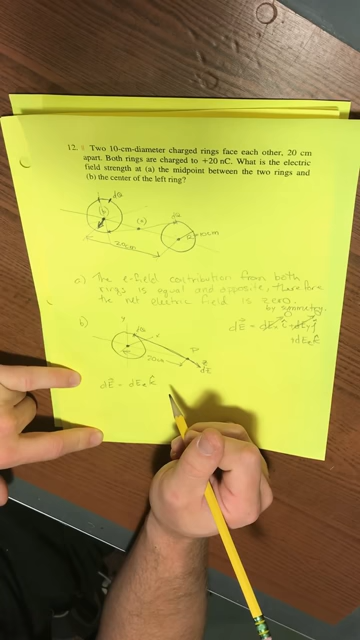 12. Two 10-cm-diameter charged rings face each other, 20 cm
apart. Both rings are charged to +20 nC. What is the electric
field strength at (a) the midpoint between the two rings and
(b) the center of the left ring?
dQ
(b)
(a)
dQ
20cm
10cm
a) The e-field contribution from both
rings is equal and opposite, therefore
the net electric field is zero.
by symmetry
b)
y
dQ
r
20cm
P
z
dE
dE⃗ = dEₓ î + dEᵧ ĵ
+dE_z k̂
dE⃗ = dE_z k̂